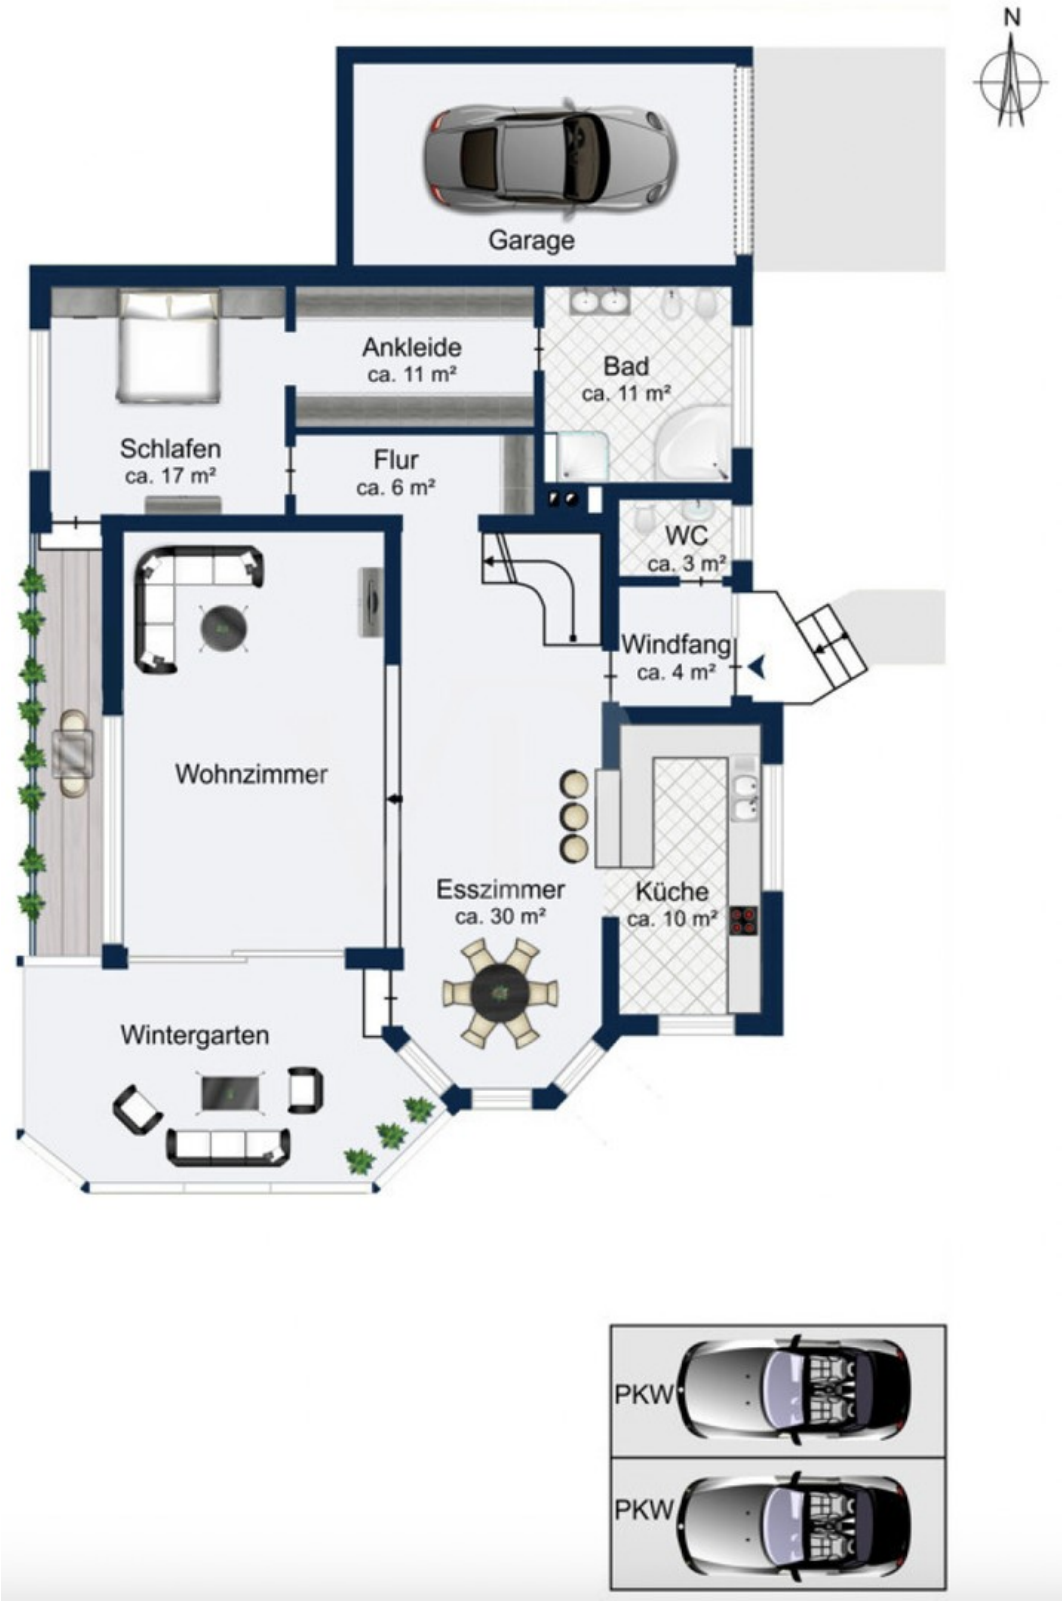 N
Garage
Ankleide
ca. 11 m²
Bad
ca. 11 m²
Schlafen
ca. 17 m²
Flur
ca. 6 m²
WC
ca. 3 m²
Windfang
ca. 4 m²
Wohnzimmer
Esszimmer
ca. 30 m²
Küche
ca. 10 m²
Wintergarten
PKW
PKW